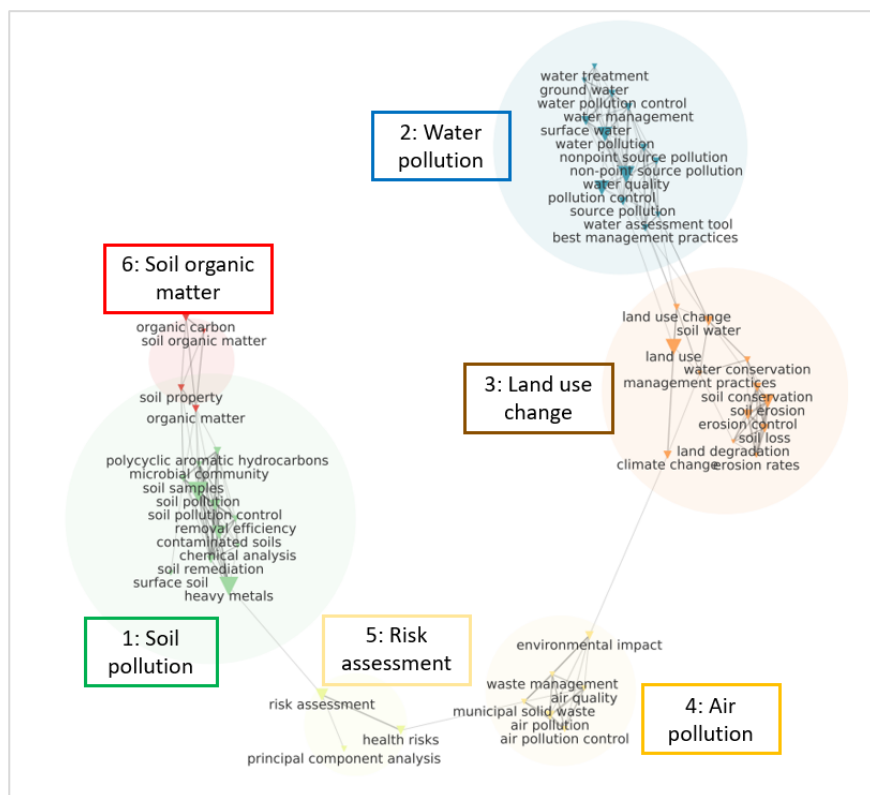 water treatment
ground water
water pollution control
water management
surface water
water pollution
nonpoint source pollution
non-point source pollution
water quality
pollution control
source pollution
water assessment tool
best management practices
2: Water
pollution
6: Soil organic
matter
organic carbon
soil organic matter
soil property
organic matter
land use change
soil water
land use
water conservation
management practices
soil conservation
soil erosion
erosion control
soil loss
land degradation
climate change
erosion rates
3: Land use
change
polycyclic aromatic hydrocarbons
microbial community
soil samples
soil pollution
soil pollution control
removal efficiency
contaminated soils
chemical analysis
soil remediation
surface soil
heavy metals
1: Soil
pollution
5: Risk
assessment
risk assessment
health risks
principal component analysis
environmental impact
waste management
air quality
municipal solid waste
air pollution
air pollution control
4: Air
pollution